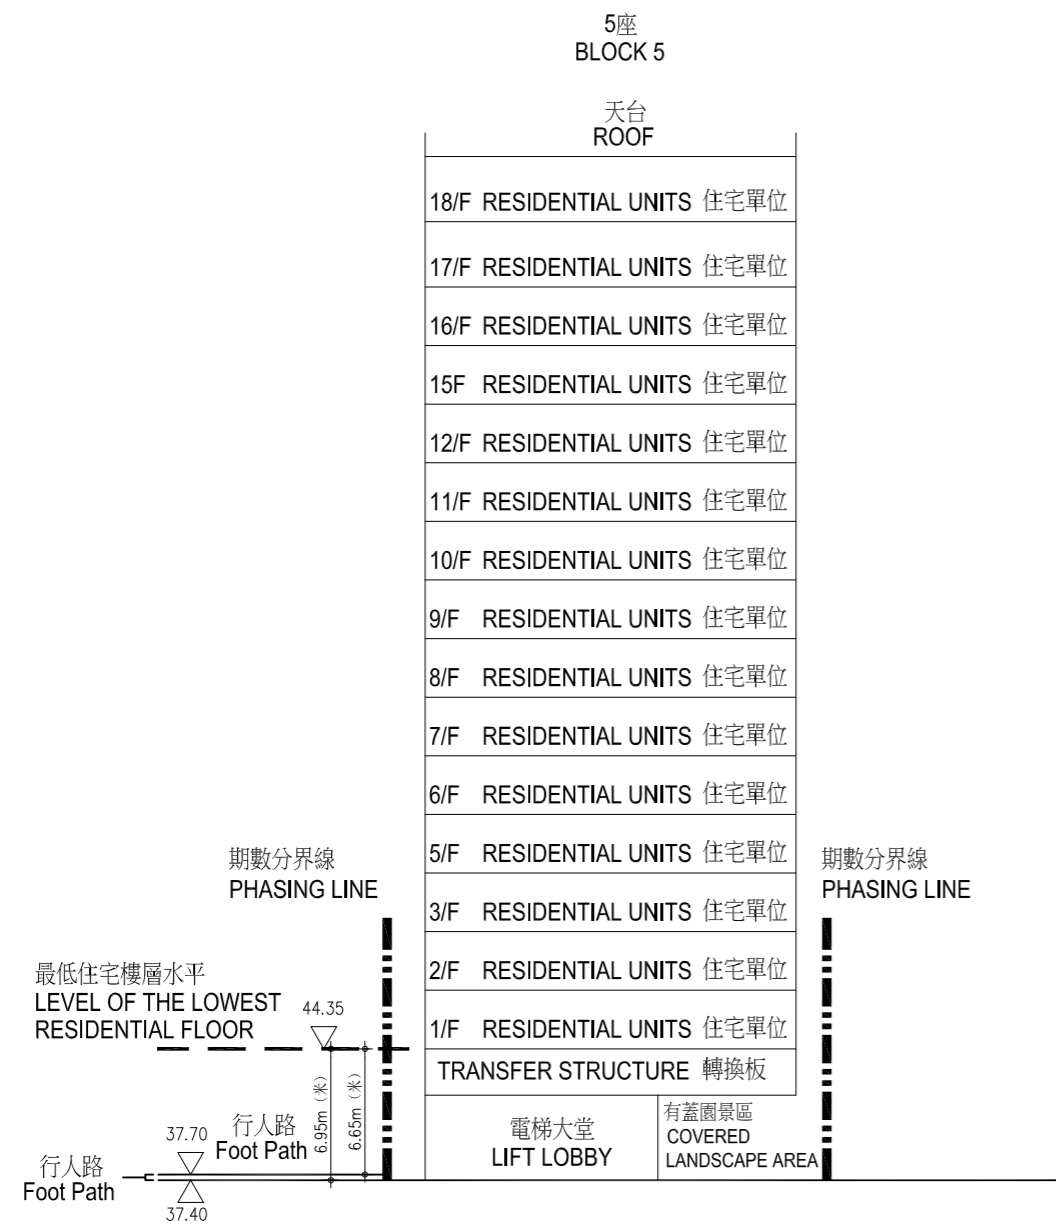 5座
BLOCK 5
天台
ROOF
18/F RESIDENTIAL UNITS 住宅單位
17/F RESIDENTIAL UNITS 住宅單位
16/F RESIDENTIAL UNITS 住宅單位
15F RESIDENTIAL UNITS 住宅單位
12/F RESIDENTIAL UNITS 住宅單位
11/F RESIDENTIAL UNITS 住宅單位
10/F RESIDENTIAL UNITS 住宅單位
9/F RESIDENTIAL UNITS 住宅單位
8/F RESIDENTIAL UNITS 住宅單位
7/F RESIDENTIAL UNITS 住宅單位
6/F RESIDENTIAL UNITS 住宅單位
5/F RESIDENTIAL UNITS 住宅單位
3/F RESIDENTIAL UNITS 住宅單位
2/F RESIDENTIAL UNITS 住宅單位
1/F RESIDENTIAL UNITS 住宅單位
TRANSFER STRUCTURE 轉換板
電梯大堂
LIFT LOBBY
有蓋園景區
COVERED
LANDSCAPE AREA
期數分界線
PHASING LINE
期數分界線
PHASING LINE
最低住宅樓層水平
LEVEL OF THE LOWEST
RESIDENTIAL FLOOR
44.35
6.95m (米)
6.65m (米)
37.70
行人路
Foot Path
行人路
Foot Path
37.40